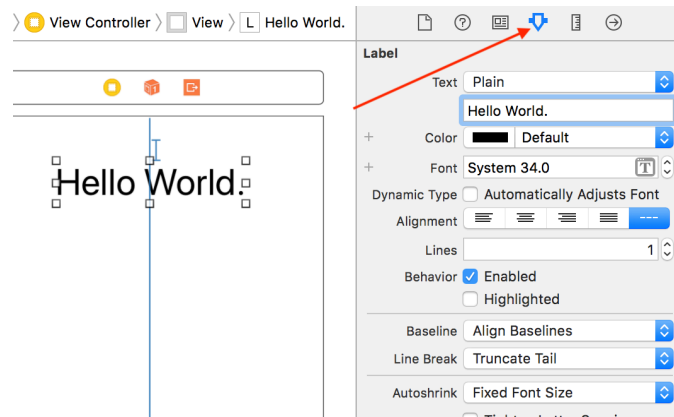 View Controller 〉 View 〉 L Hello World.
Label
Text Plain
Hello World.
Color Default
Font System 34.0 T
Dynamic Type Automatically Adjusts Font
Alignment ---
Lines 1
Behavior Enabled
Highlighted
Baseline Align Baselines
Line Break Truncate Tail
Autoshrink Fixed Font Size
Hello World.